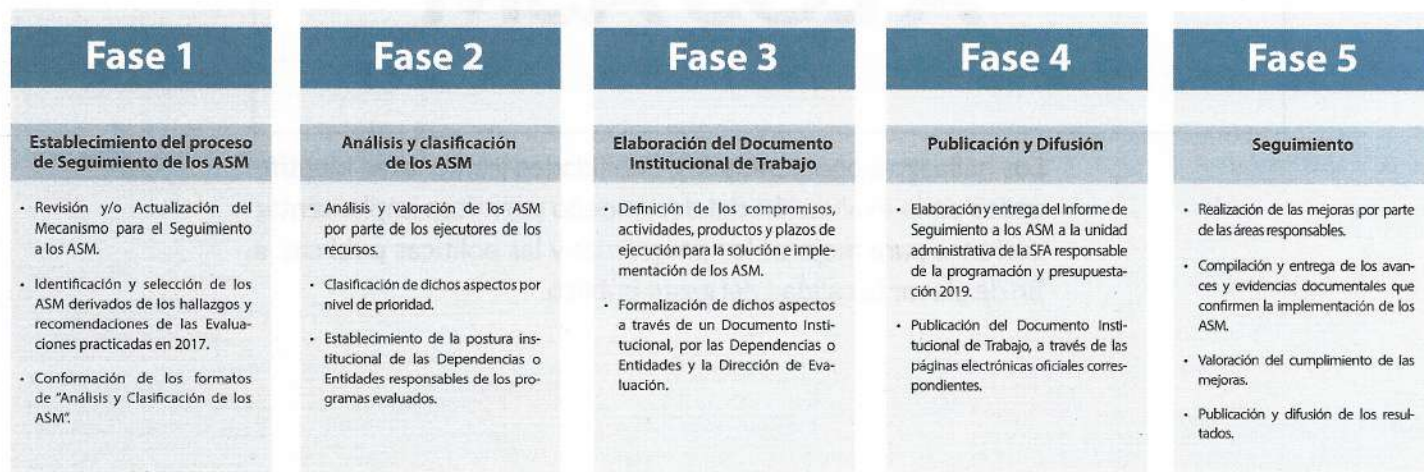 Fase 1
Establecimiento del proceso
de Seguimiento de los ASM
· Revisión y/o Actualización del
Mecanismo para el Seguimiento
a los ASM.
· Identificación y selección de los
ASM derivados de los hallazgos y
recomendaciones de las Evalua-
ciones practicadas en 2017.
· Conformación de los formatos
de "Análisis y Clasificación de los
ASM".
Fase 2
Análisis y clasificación
de los ASM
· Análisis y valoración de los ASM
por parte de los ejecutores de los
recursos.
· Clasificación de dichos aspectos por
nivel de prioridad.
· Establecimiento de la postura ins-
titucional de las Dependencias o
Entidades responsables de los pro-
gramas evaluados.
Fase 3
Elaboración del Documento
Institucional de Trabajo
· Definición de los compromisos,
actividades, productos y plazos de
ejecución para la solución e imple-
mentación de los ASM.
· Formalización de dichos aspectos
a través de un Documento Insti-
tucional, por las Dependencias o
Entidades y la Dirección de Eva-
luación.
Fase 4
Publicación y Difusión
· Elaboración y entrega del Informe de
Seguimiento a los ASM a la unidad
administrativa de la SFA responsable
de la programación y presupuesta-
ción 2019.
· Publicación del Documento Insti-
tucional de Trabajo, a través de las
páginas electrónicas oficiales corres-
pondientes.
Fase 5
Seguimiento
· Realización de las mejoras por parte
de las áreas responsables.
· Compilación y entrega de los avan-
ces y evidencias documentales que
confirmen la implementación de los
ASM.
· Valoración del cumplimiento de las
mejoras.
· Publicación y difusión de los resul-
tados.